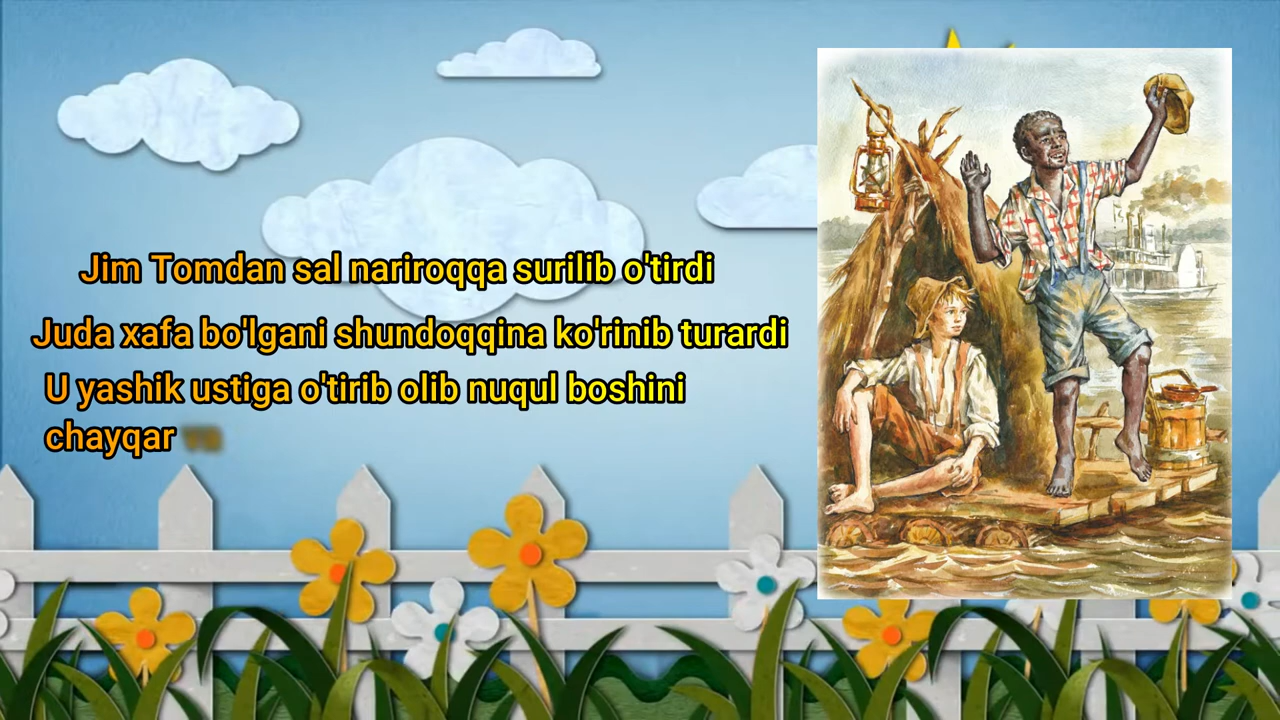 Jim Tomdan sal nariroqqa surilib o'tirdi
Juda xafa bo'lgani shundoqqina ko'rinib turardi
U yashik ustiga o'tirib olib nuqul boshini
chayqar